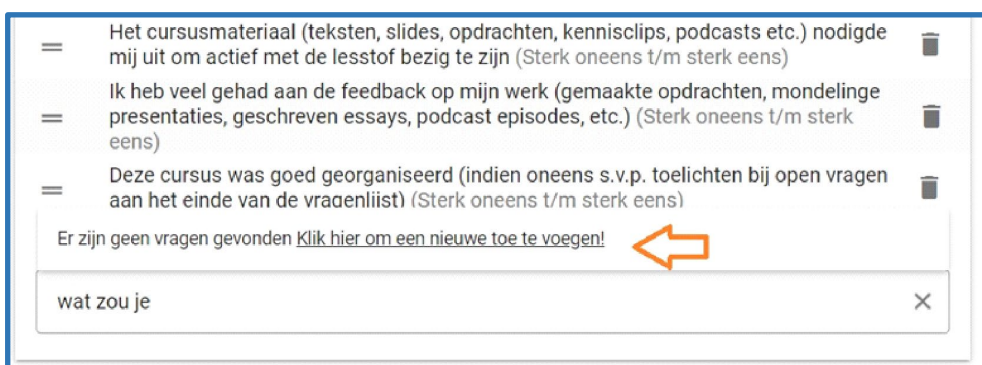 Het cursusmateriaal (teksten, slides, opdrachten, kennisclips, podcasts etc.) nodigde
mij uit om actief met de lesstof bezig te zijn (Sterk oneens t/m sterk eens)
Ik heb veel gehad aan de feedback op mijn werk (gemaakte opdrachten, mondelinge
presentaties, geschreven essays, podcast episodes, etc.) (Sterk oneens t/m sterk
eens)
Deze cursus was goed georganiseerd (indien oneens s.v.p. toelichten bij open vragen
aan het einde van de vragenlijst) (Sterk oneens t/m sterk eens)
Er zijn geen vragen gevonden Klik hier om een nieuwe toe te voegen!
wat zou je